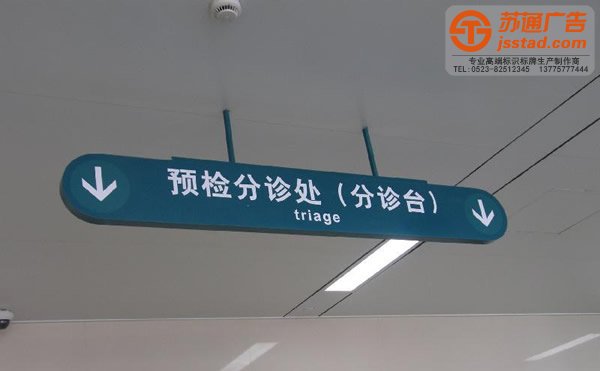 苏通广告
jsstad.com
专业高端标识标牌生产制作商
TEL:0523-82512345 13775777444
预检分诊处（分诊台）
triage